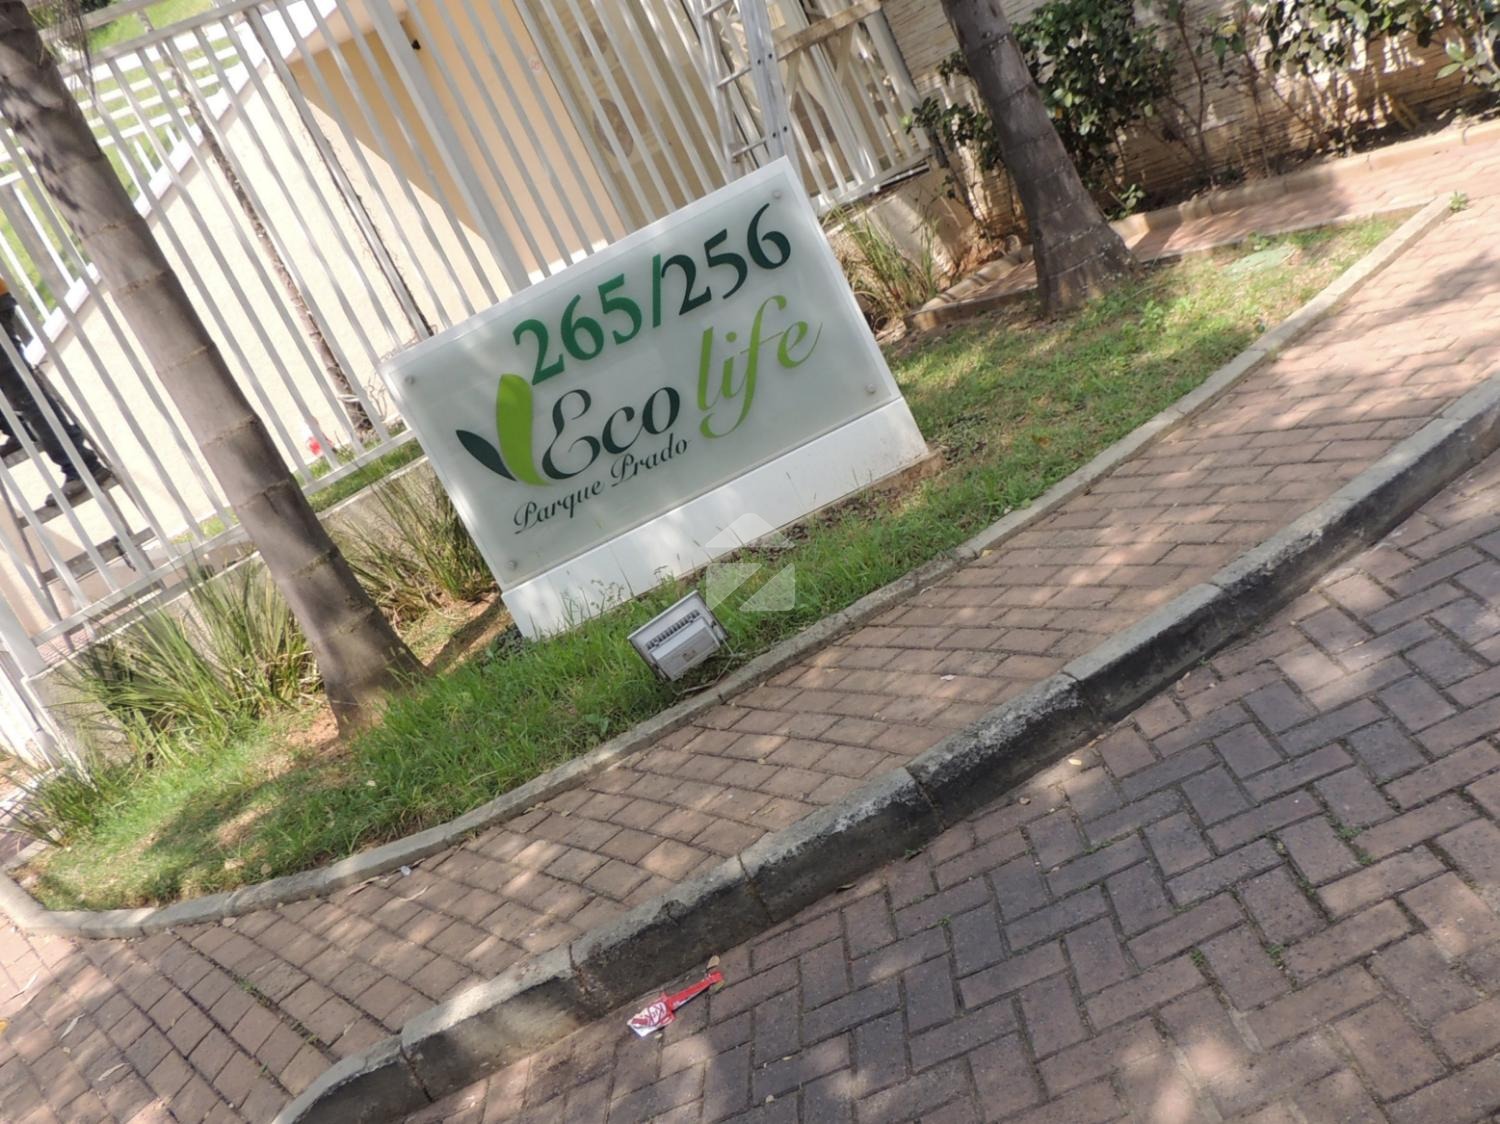 265/256
Eco life
Parque Prado